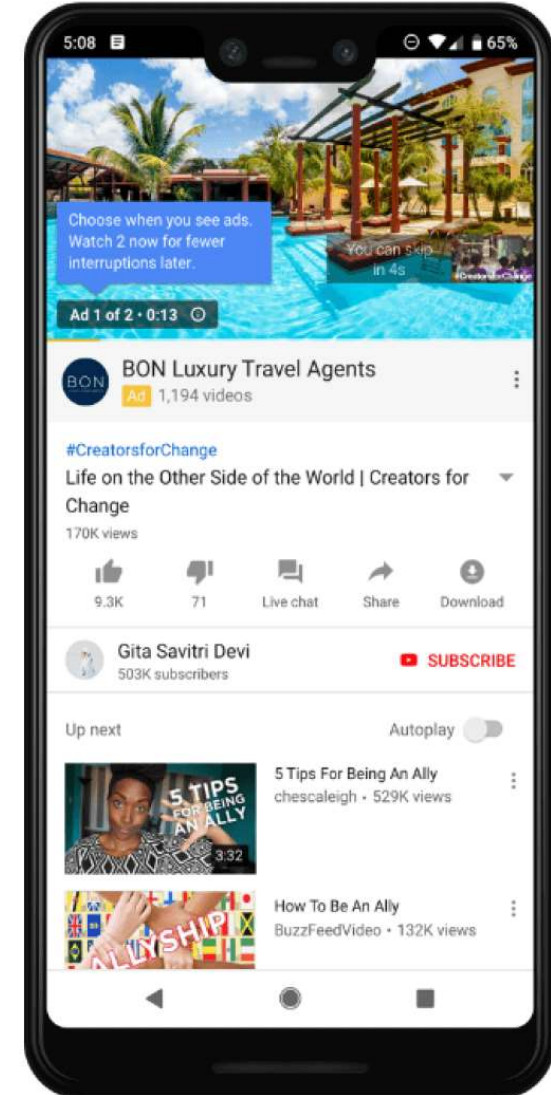 5:08
65%
Choose when you see ads.
Watch 2 now for fewer
interruptions later.
You can skip
in 4s
#CreatorsforChange
Ad 1 of 2 • 0:13
BON
BON Luxury Travel Agents
Ad 1,194 videos
#CreatorsforChange
Life on the Other Side of the World | Creators for
Change
170K views
9.3K
71
Live chat
Share
Download
Gita Savitri Devi
503K subscribers
SUBSCRIBE
Up next
Autoplay
5 TIPS
FOR BEING
AN ALLY
3:32
5 Tips For Being An Ally
chescaleigh • 529K views
ALLYSHIP
How To Be An Ally
BuzzFeedVideo • 132K views